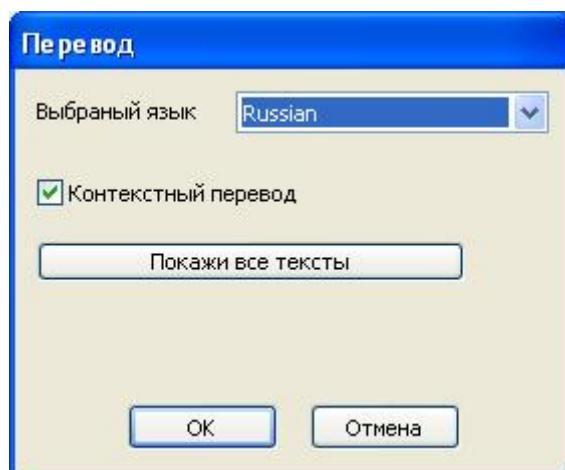 Перевод
Выбраный язык Russian
Контекстный перевод
Покажи все тексты
OK Отмена